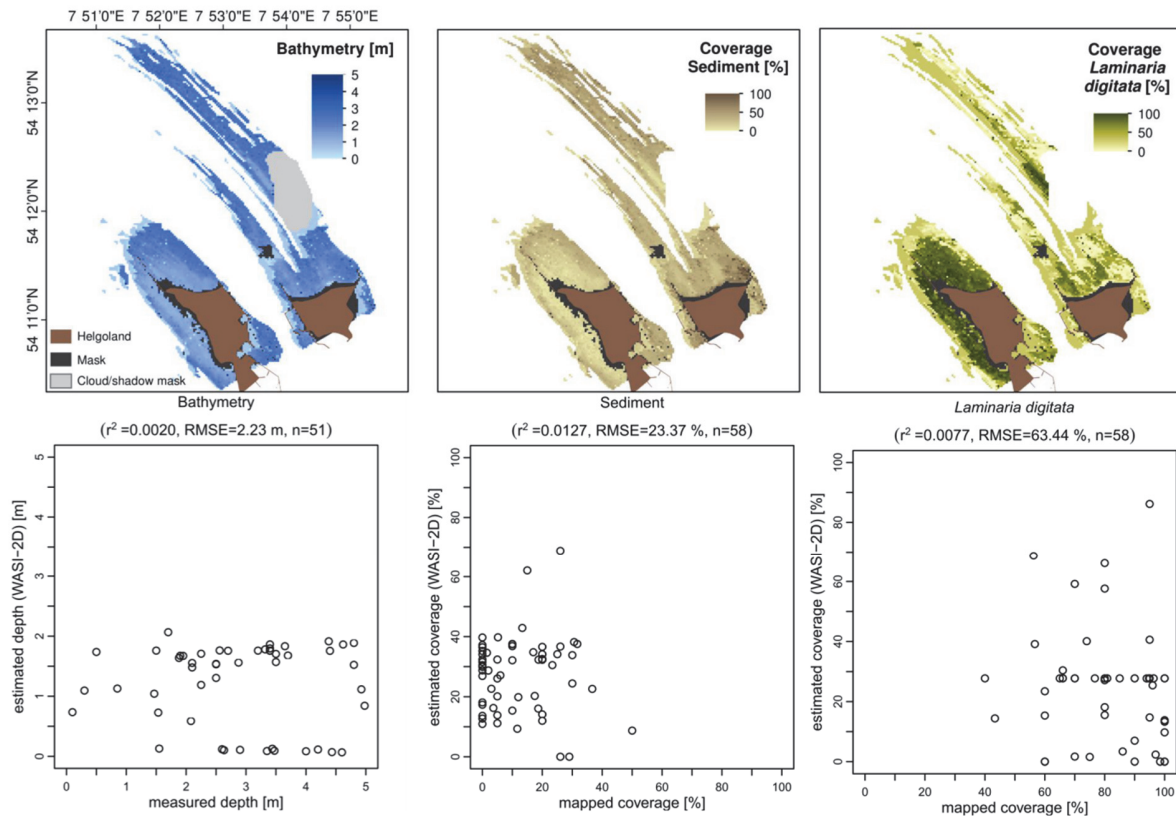 7 51'0"E 7 52'0"E 7 53'0"E 7 54'0"E 7 55'0"E
54 13'0"N
54 12'0"N
54 11'0"N
Bathymetry [m]
5
4
3
2
1
0
Helgoland
Mask
Cloud/shadow mask
Bathymetry
Coverage
Sediment [%]
100
50
0
Sediment
Coverage
Laminaria
digitata [%]
100
50
0
Laminaria digitata
(r² =0.0020, RMSE=2.23 m, n=51)
estimated depth (WASI−2D) [m]
5
4
3
2
1
0
0 1 2 3 4 5
measured depth [m]
(r² =0.0127, RMSE=23.37 %, n=58)
estimated coverage (WASI−2D) [%]
100
80
60
40
20
0
0 20 40 60 80 100
mapped coverage [%]
(r² =0.0077, RMSE=63.44 %, n=58)
estimated coverage (WASI−2D) [%]
100
80
60
40
20
0
0 20 40 60 80 100
mapped coverage [%]